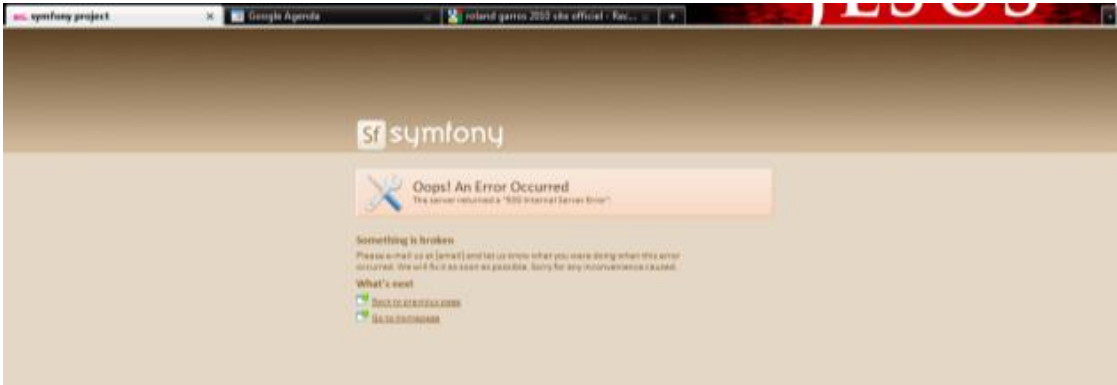 symfony project
Google Agenda
roland garros 2010 site officiel - Rec...
Sf symfony
Oops! An Error Occurred
The server returned a "500 Internal Server Error".
Something is broken
Please e-mail us at [email] and let us know what you were doing when this error
occurred. We will fix it as soon as possible. Sorry for any inconvenience caused.
What's next
Back to previous page
Go to Homepage